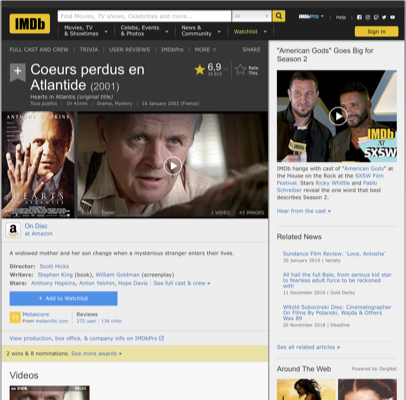 IMDb
Find Movies, TV shows, Celebrities and more...
All
IMDbPro
Help
Movies, TV & Showtimes
Celebs, Events & Photos
News & Community
Watchlist
Sign in
FULL CAST AND CREW | TRIVIA | USER REVIEWS | IMDbPro | MORE
SHARE
Coeurs perdus en Atlantide (2001)
Hearts in Atlantis (original title)
6,9
Rate This
Tous publics | 1h 41min | Drama, Mystery | 16 January 2002 (France)
ANTHONY HOPKINS
HEARTS
IN ATLANTIS
Trailer
1 VIDEO
43 IMAGES
On Disc
at Amazon
A widowed mother and her son change when a mysterious stranger enters their lives.
Director: Scott Hicks
Writers: Stephen King (book), William Goldman (screenplay)
Stars: Anthony Hopkins, Anton Yelchin, Hope Davis | See full cast & crew »
+ Add to Watchlist
Metascore
From metacritic.com
Reviews
272 user | 136 critic
View production, box office, & company info on IMDbPro
2 wins & 8 nominations. See more awards »
Videos
"American Gods" Goes Big for Season 2
IMDb
AT
SXSW
IMDb hangs with cast of "American Gods" at the House on the Rock at SXSW Film Festival. Stars Ricky Whittle and Pablo Schreiber reveal the one word that best describes Season 2.
Hear from the cast »
Related News
Sundance Film Review: 'Love, Antosha'
30 January 2019 | Variety
All hail the Bull, from serious kid star to fearless adult force to be reckoned with
11 December 2018 | Gold Derby
Witold Sobocinski Dies: Cinematographer On Films By Polanski, Wajda & Others Was 89
20 November 2018 | Deadline
See all related articles »
Around The Web
Powered by ZergNet